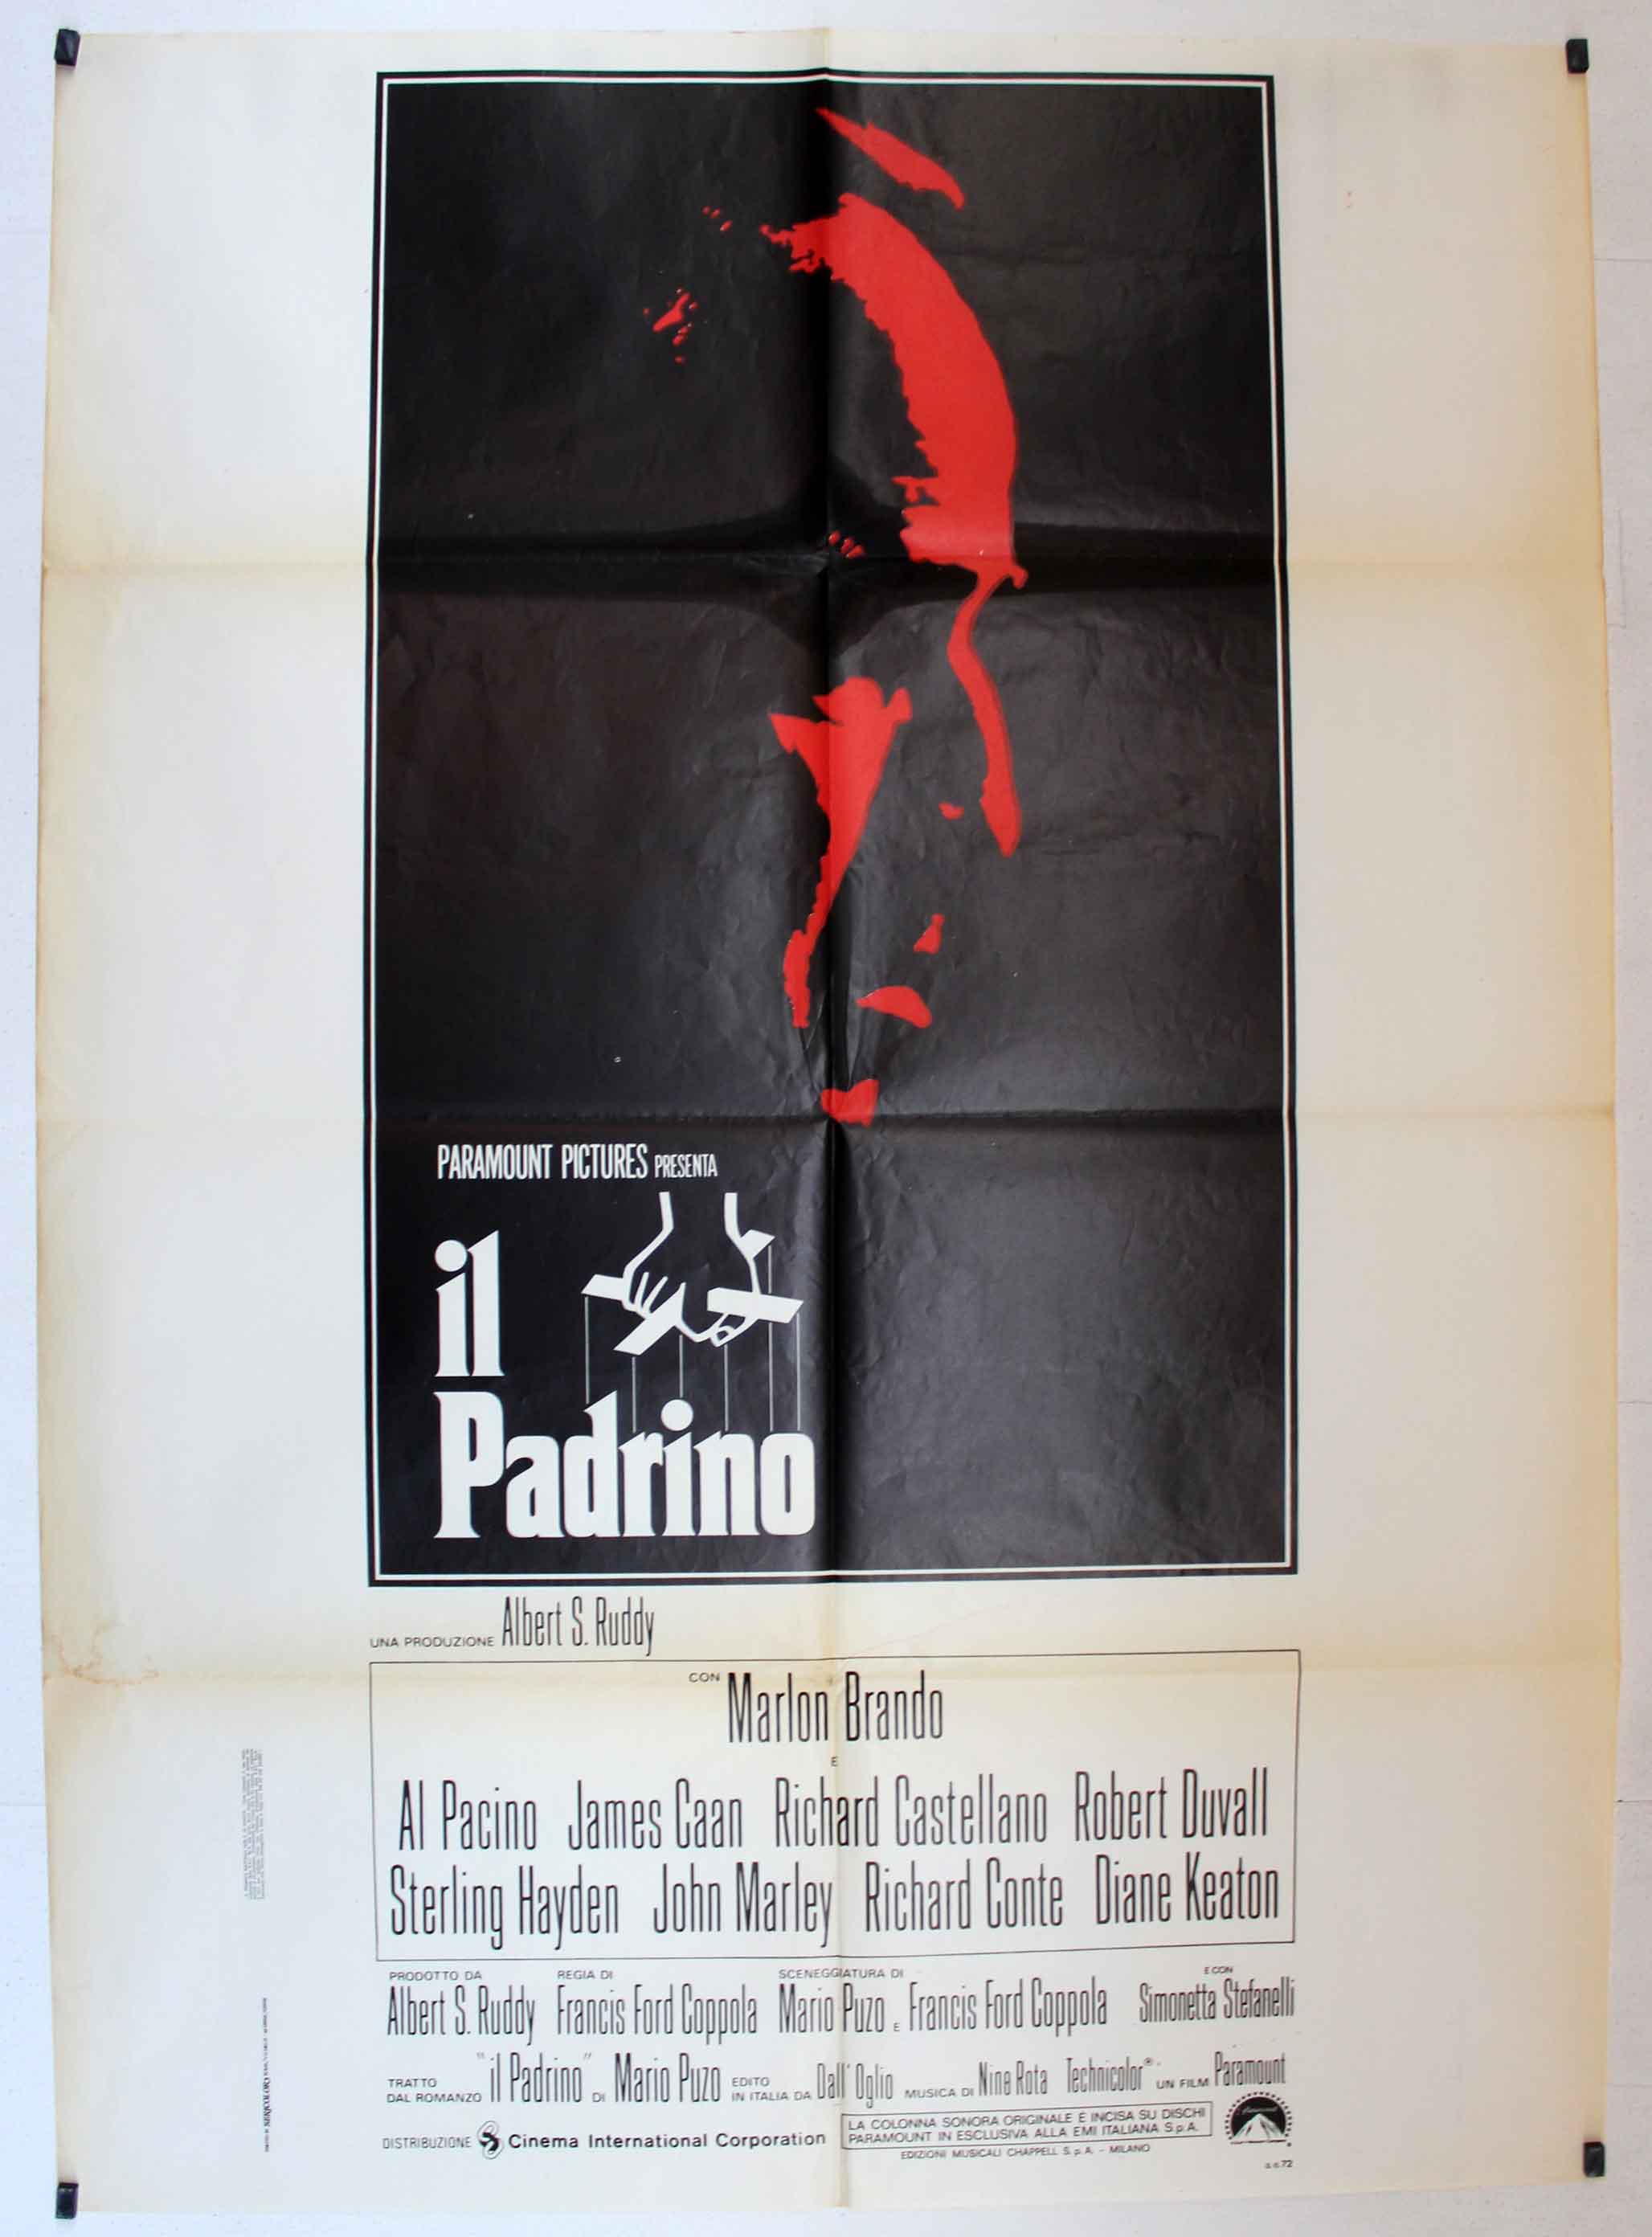 PARAMOUNT PICTURES PRESENTA
il
Padrino
UNA PRODUZIONE Albert S. Ruddy
CON Marlon Brando
E
Al Pacino James Caan Richard Castellano Robert Duvall
Sterling Hayden John Marley Richard Conte Diane Keaton
PRODOTTO DA REGIA DI SCENEGGIATURA DI E CON
Albert S. Ruddy Francis Ford Coppola Mario Puzo E Francis Ford Coppola Simonetta Stefanelli
TRATTO DAL ROMANZO "il Padrino" DI Mario Puzo EDITO IN ITALIA DA Dall'Oglio MUSICA DI Nino Rota Technicolor® UN FILM Paramount
DISTRIBUZIONE Cinema International Corporation
LA COLONNA SONORA ORIGINALE È INCISA SU DISCHI
PARAMOUNT IN ESCLUSIVA ALLA EMI ITALIANA S.p.A.
EDIZIONI MUSICALI CHAPPELL S.p.A. - MILANO
Paramount